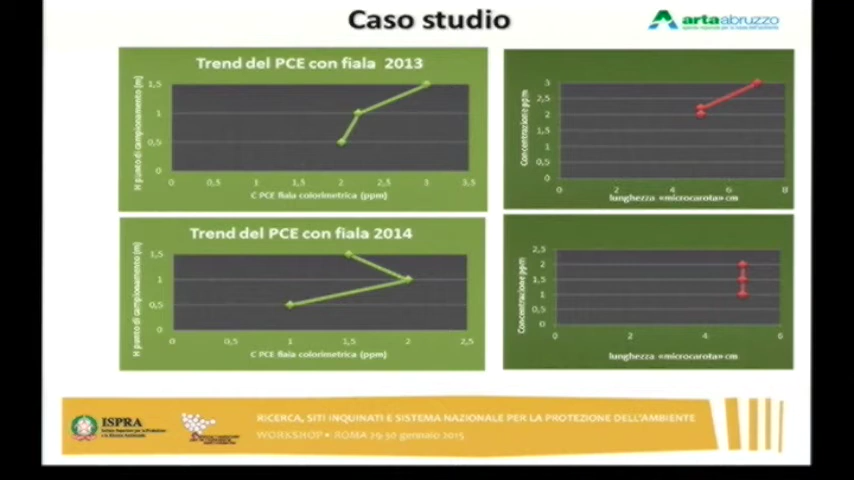 Caso studio
artaabruzzo
Trend del PCE con fiala 2013
H punto di campionamento (m)
1,5
1
0,5
0
0 0,5 1 1,5 2 2,5 3 3,5
C PCE fiala colorimetrica (ppm)
Concentrazione ppm
3
2,5
2
1,5
1
0,5
0
0 2 4 6 8
lunghezza «microcarota» cm
Trend del PCE con fiala 2014
H punto di campionamento (m)
1,5
1
0,5
0
0 0,5 1 1,5 2 2,5
C PCE fiala colorimetrica (ppm)
Concentrazione ppm
2,5
2
1,5
1
0,5
0
0 2 4 6
lunghezza «microcarota» cm
ISPRA
RICERCA, SITI INQUINATI E SISTEMA NAZIONALE PER LA PROTEZIONE DELL'AMBIENTE
WORKSHOP • ROMA 29-30 gennaio 2015